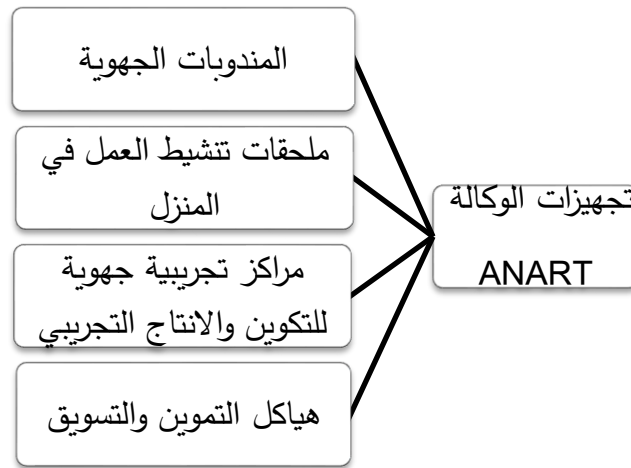 تجهيزات الوكالة
ANART
المندوبات الجهوية
ملحقات تنشيط العمل في
المنزل
مراكز تجريبية جهوية
للتكوين والانتاج التجريبي
هياكل التموين والتسويق